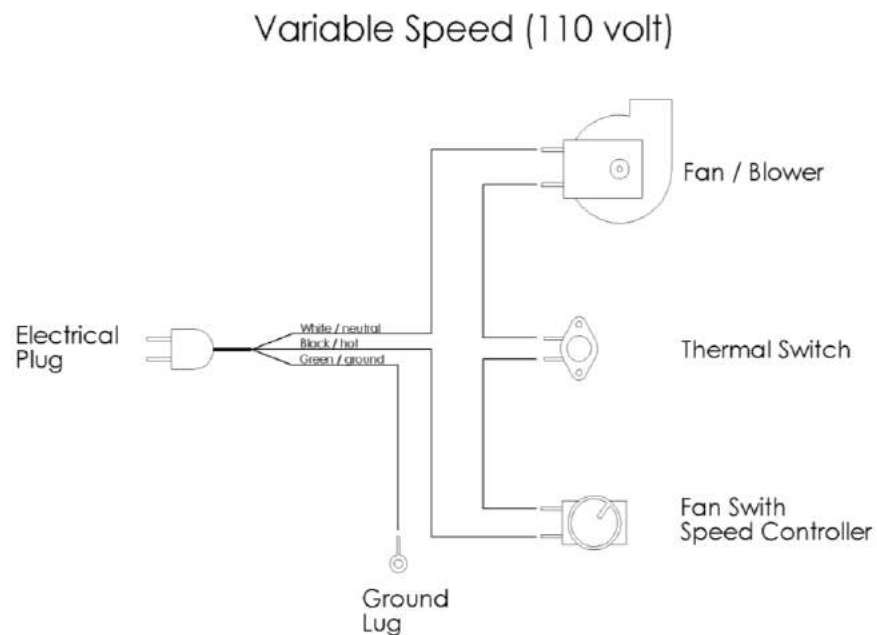 Variable Speed (110 volt)
Fan / Blower
White / neutral
Black / hot
Green / ground
Electrical
Plug
Thermal Switch
Fan Swith
Speed Controller
Ground
Lug